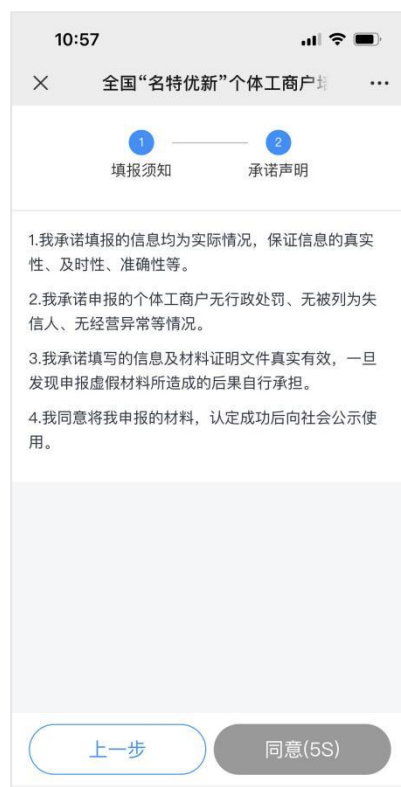 10:57
全国“名特优新”个体工商户
1
2
填报须知
承诺声明
1.我承诺填报的信息均为实际情况，保证信息的真实
性、及时性、准确性等。
2.我承诺申报的个体工商户无行政处罚、无被列为失
信人、无经营异常等情况。
3.我承诺填写的信息及材料证明文件真实有效，一旦
发现申报虚假材料所造成的后果自行承担。
4.我同意将我申报的材料，认定成功后向社会公示使
用。
上一步
同意(5S)